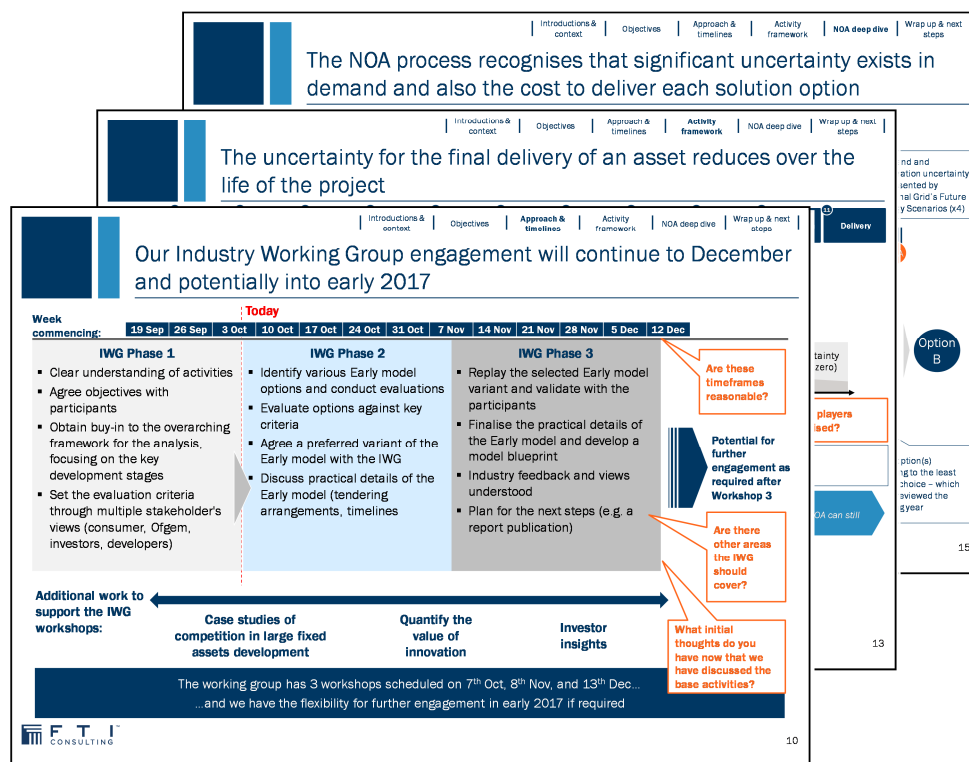 Introductions &
context
Objectives
Approach &
timelines
Activity
framework
NOA deep dive
Wrap up & next
steps
The NOA process recognises that significant uncertainty exists in
demand and also the cost to deliver each solution option
Introductions &
context
Objectives
Approach &
timelines
Activity
framework
NOA deep dive
Wrap up & next
steps
The uncertainty for the final delivery of an asset reduces over the
life of the project
nd and
ation uncertainty
sented by
nal Grid's Future
y Scenarios (x4)
11
Delivery
Option
B
tainty
zero)
players
ised?
ption(s)
ng to the least
choice – which
eviewed the
g year
NOA can still
15
13
Introductions &
context
Objectives
Approach &
timelines
Activity
framework
NOA deep dive
Wrap up & next
steps
Our Industry Working Group engagement will continue to December
and potentially into early 2017
Today
Week
commencing:
19 Sep
26 Sep
3 Oct
10 Oct
17 Oct
24 Oct
31 Oct
7 Nov
14 Nov
21 Nov
28 Nov
5 Dec
12 Dec
IWG Phase 1
▪ Clear understanding of activities
▪ Agree objectives with
participants
▪ Obtain buy-in to the overarching
framework for the analysis,
focusing on the key
development stages
▪ Set the evaluation criteria
through multiple stakeholder's
views (consumer, Ofgem,
investors, developers)
IWG Phase 2
▪ Identify various Early model
options and conduct evaluations
▪ Evaluate options against key
criteria
▪ Agree a preferred variant of the
Early model with the IWG
▪ Discuss practical details of the
Early model (tendering
arrangements, timelines
IWG Phase 3
▪ Replay the selected Early model
variant and validate with the
participants
▪ Finalise the practical details of
the Early model and develop a
model blueprint
▪ Industry feedback and views
understood
▪ Plan for the next steps (e.g. a
report publication)
Are these
timeframes
reasonable?
Potential for
further
engagement as
required after
Workshop 3
Are there
other areas
the IWG
should
cover?
Additional work to
support the IWG
workshops:
Case studies of
competition in large fixed
assets development
Quantify the
value of
innovation
Investor
insights
What initial
thoughts do you
have now that we
have discussed the
base activities?
The working group has 3 workshops scheduled on 7th Oct, 8th Nov, and 13th Dec...
...and we have the flexibility for further engagement in early 2017 if required
FTI™
CONSULTING
10